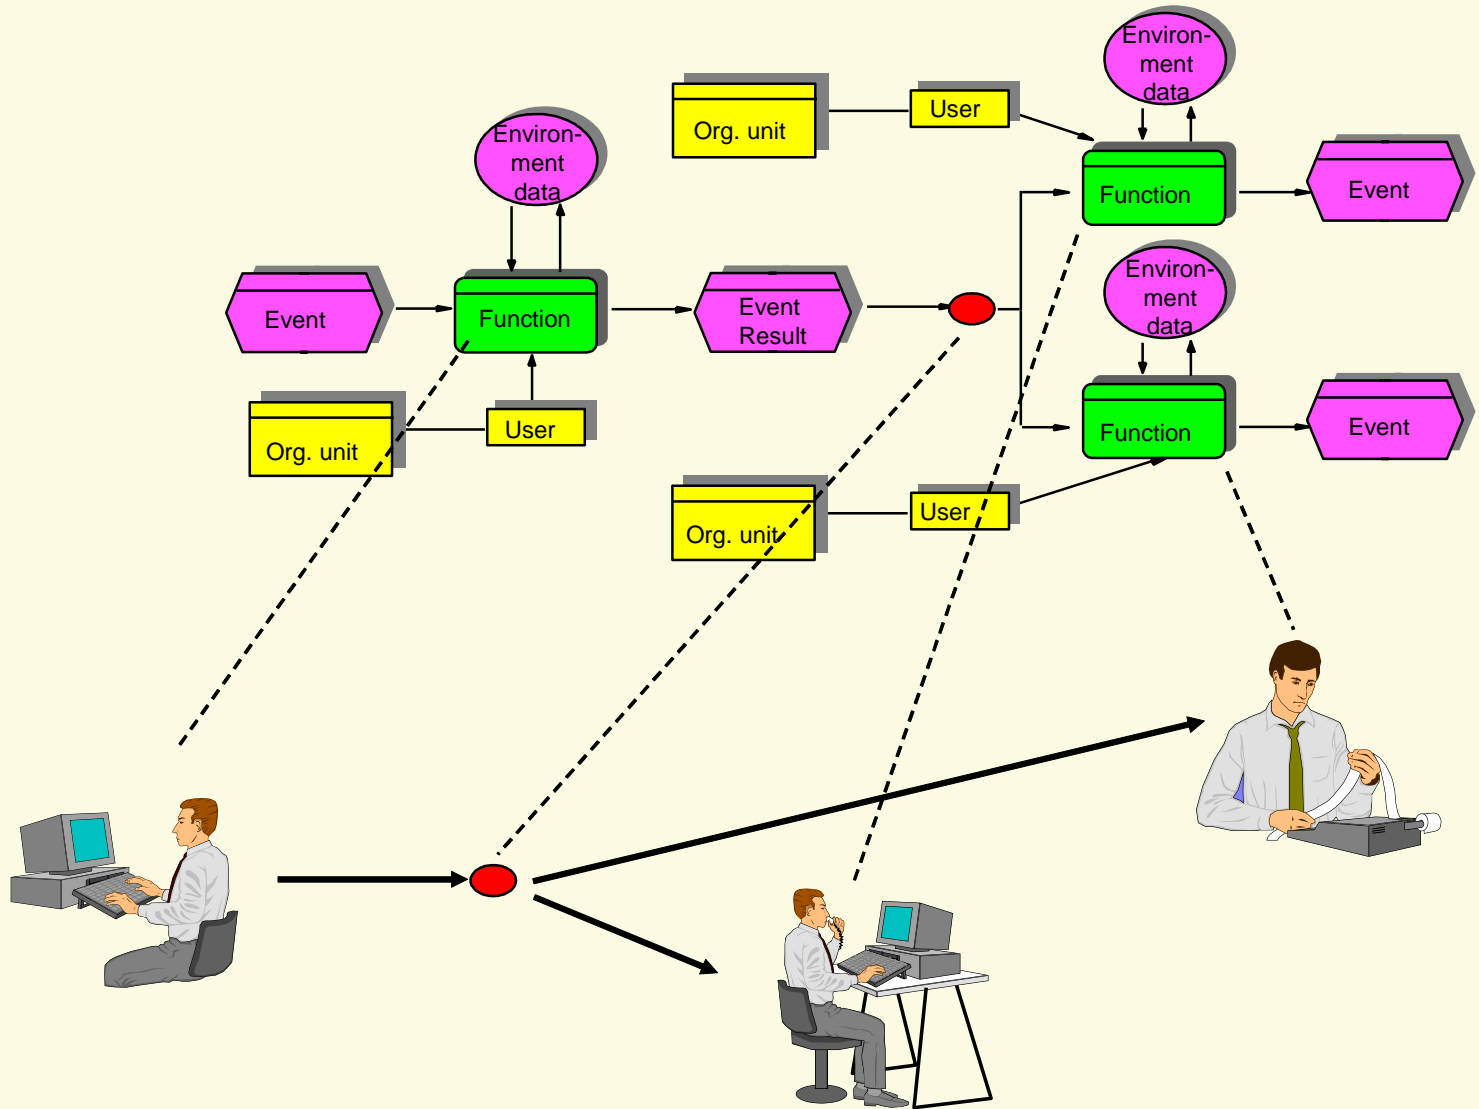 Environ-
ment
data
User
Org. unit
Function
Event
Environ-
ment
data
Event
Function
Event
Result
Environ-
ment
data
User
Org. unit
Function
Event
User
Org. unit